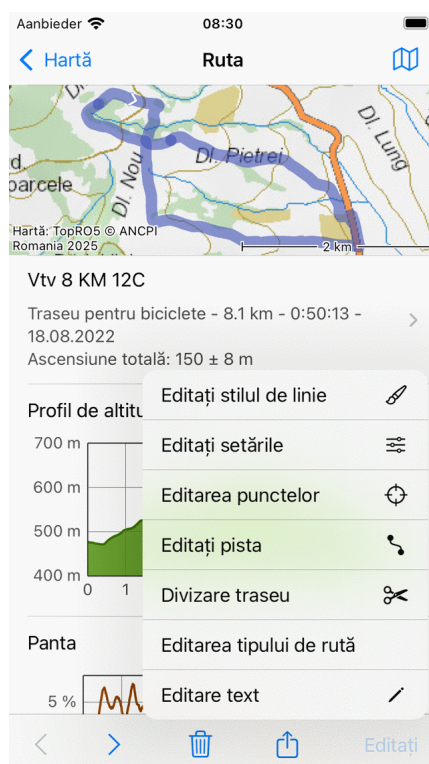 Aanbieder 08:30
Hartă Ruta
Dl.
Dl. Lung
Dl. Pietrei
Dl. Nou
d
oarcele
Hartă: TopRO5 © ANCPI
Romania 2025
2 km
Vtv 8 KM 12C
Traseu pentru biciclete - 8.1 km - 0:50:13 -
18.08.2022
Ascensiune totală: 150 ± 8 m
Profil de altitu
700 m
600 m
500 m
400 m
0 1
Panta
5 %
Editați stilul de linie
Editați setările
Editarea punctelor
Editați pista
Divizare traseu
Editarea tipului de rută
Editare text
Editați